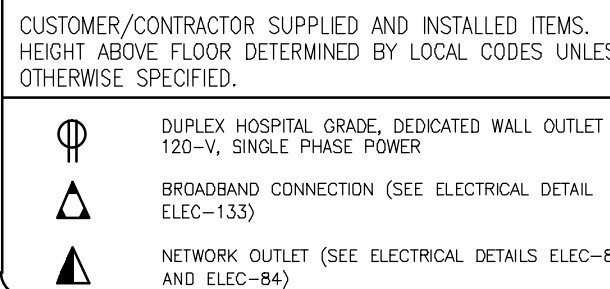 CUSTOMER/CONTRACTOR SUPPLIED AND INSTALLED ITEMS.
HEIGHT ABOVE FLOOR DETERMINED BY LOCAL CODES UNLES
OTHERWISE SPECIFIED.
DUPLEX HOSPITAL GRADE, DEDICATED WALL OUTLET
120-V, SINGLE PHASE POWER
BROADBAND CONNECTION (SEE ELECTRICAL DETAIL
ELEC-133)
NETWORK OUTLET (SEE ELECTRICAL DETAILS ELEC-8
AND ELEC-84)